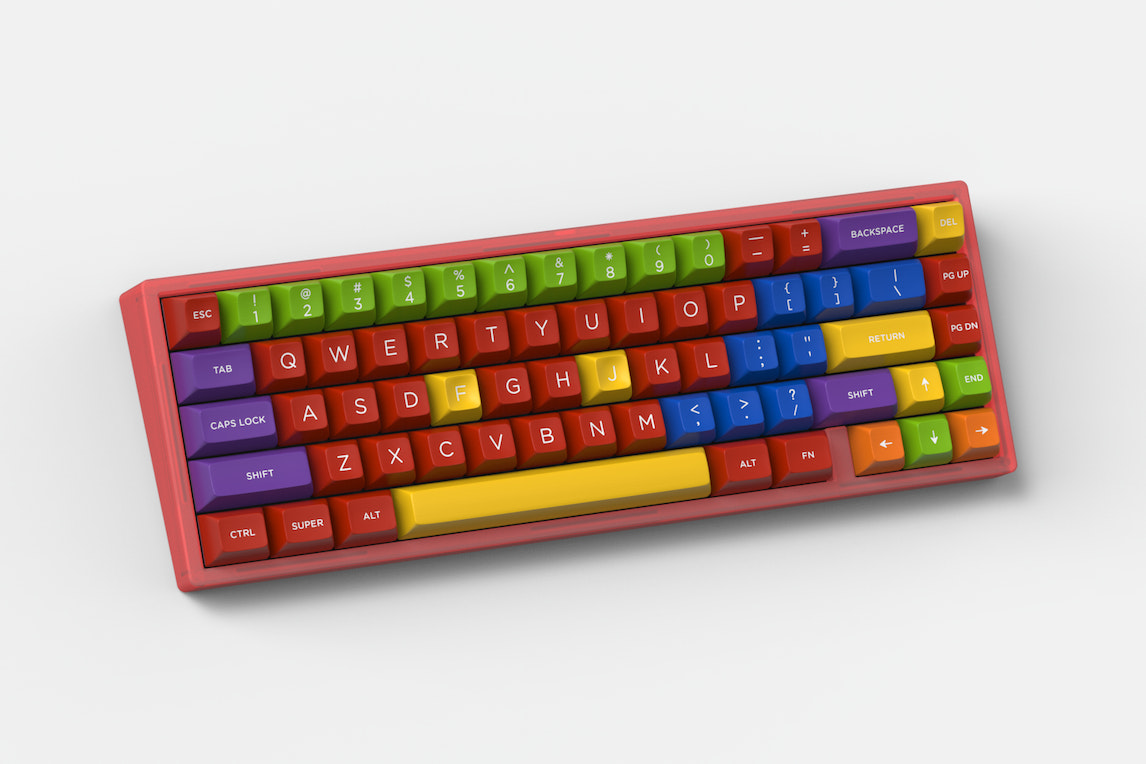 ESC ! 1 @ 2 # 3 $ 4 % 5 ^ 6 & 7 * 8 ( 9 ) 0 — – + = BACKSPACE DEL
TAB Q W E R T Y U I O P { [ } ] | \ PG UP
CAPS LOCK A S D F G H J K L : ; " ' RETURN PG DN
SHIFT Z X C V B N M < , > . ? / SHIFT ↑ END
CTRL SUPER ALT ALT FN ← ↓ →